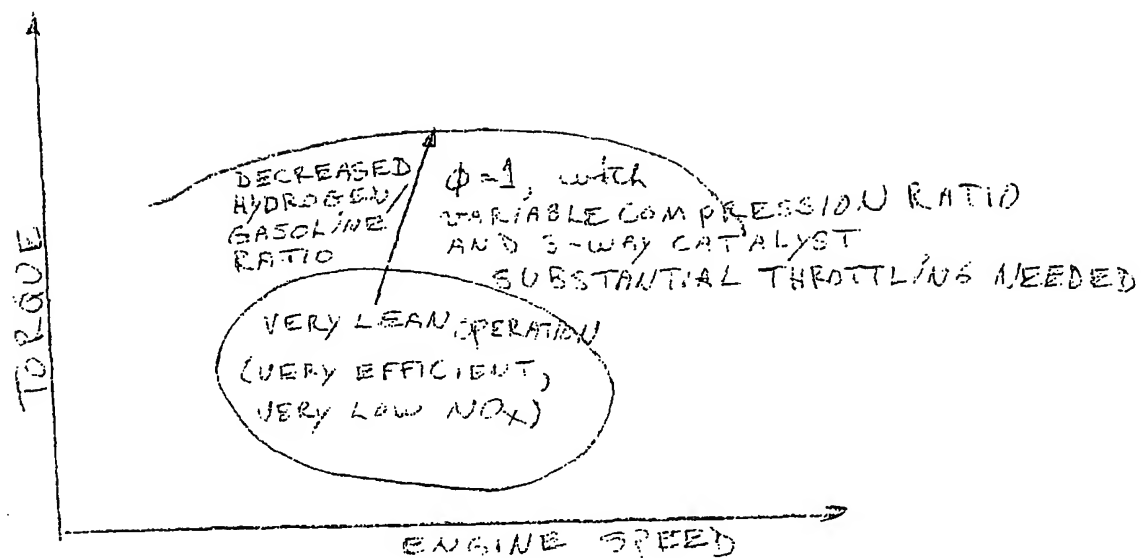 TORQUE
DECREASED
HYDROGEN/
GASOLINE
RATIO
φ=1, with
VARIABLE COMPRESSION RATIO
AND 3-WAY CATALYST
SUBSTANTIAL THROTTLING NEEDED
VERY LEAN OPERATION
(VERY EFFICIENT,
VERY LOW NOx)
ENGINE SPEED